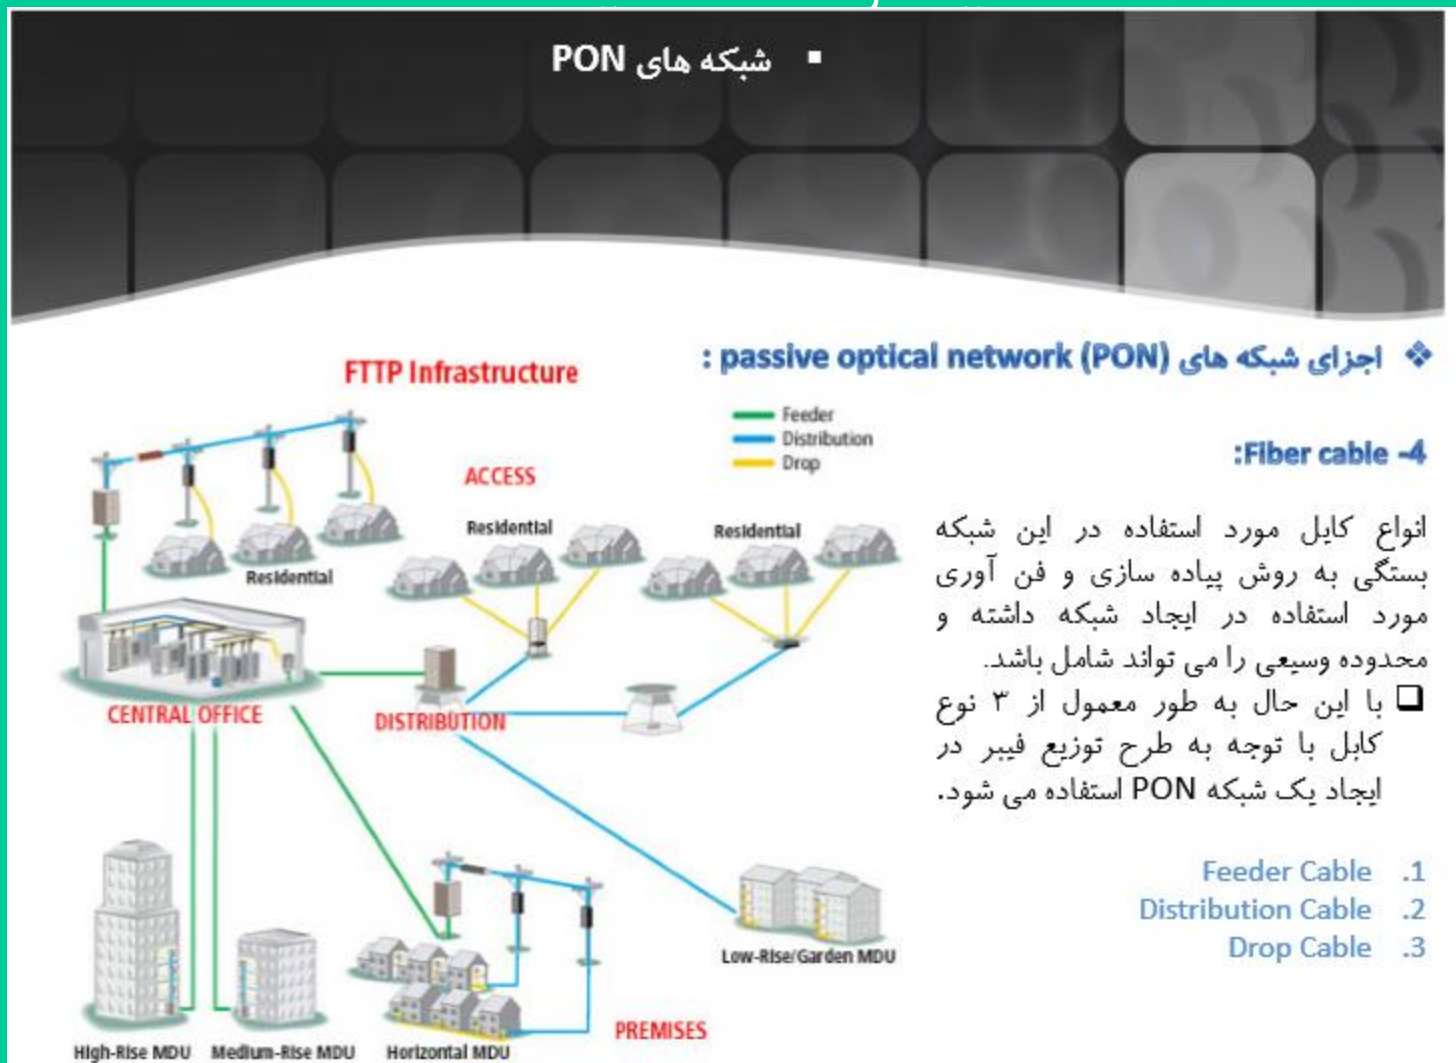 ▪ شبکه های PON
❖ اجزای شبکه های passive optical network (PON) :
4- Fiber cable:
انواع کابل مورد استفاده در این شبکه
بستگی به روش پیاده سازی و فن آوری
مورد استفاده در ایجاد شبکه داشته و
محدوده وسیعی را می تواند شامل باشد.
❑ با این حال به طور معمول از ۳ نوع
کابل با توجه به طرح توزیع فیبر در
ایجاد یک شبکه PON استفاده می شود.
1. Feeder Cable
2. Distribution Cable
3. Drop Cable
FTTP Infrastructure
Feeder
Distribution
Drop
ACCESS
Residential
Residential
Residential
CENTRAL OFFICE
DISTRIBUTION
Low-Rise/Garden MDU
PREMISES
High-Rise MDU
Medium-Rise MDU
Horizontal MDU